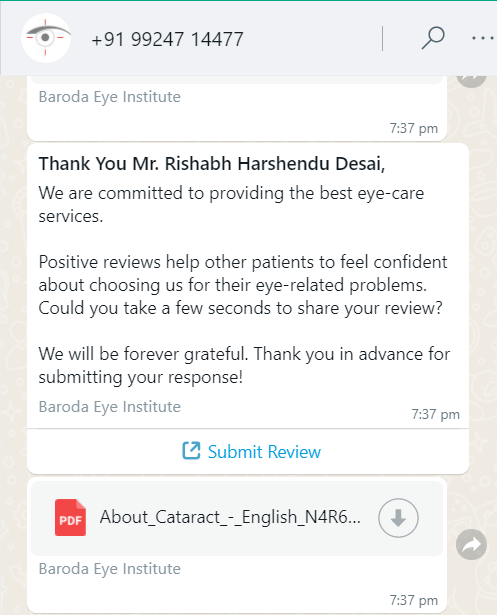 +91 99247 14477
Baroda Eye Institute
7:37 pm
Thank You Mr. Rishabh Harshendu Desai,
We are committed to providing the best eye-care
services.
Positive reviews help other patients to feel confident
about choosing us for their eye-related problems.
Could you take a few seconds to share your review?
We will be forever grateful. Thank you in advance for
submitting your response!
Baroda Eye Institute
7:37 pm
Submit Review
PDF
About_Cataract_-_English_N4R6...
Baroda Eye Institute
7:37 pm